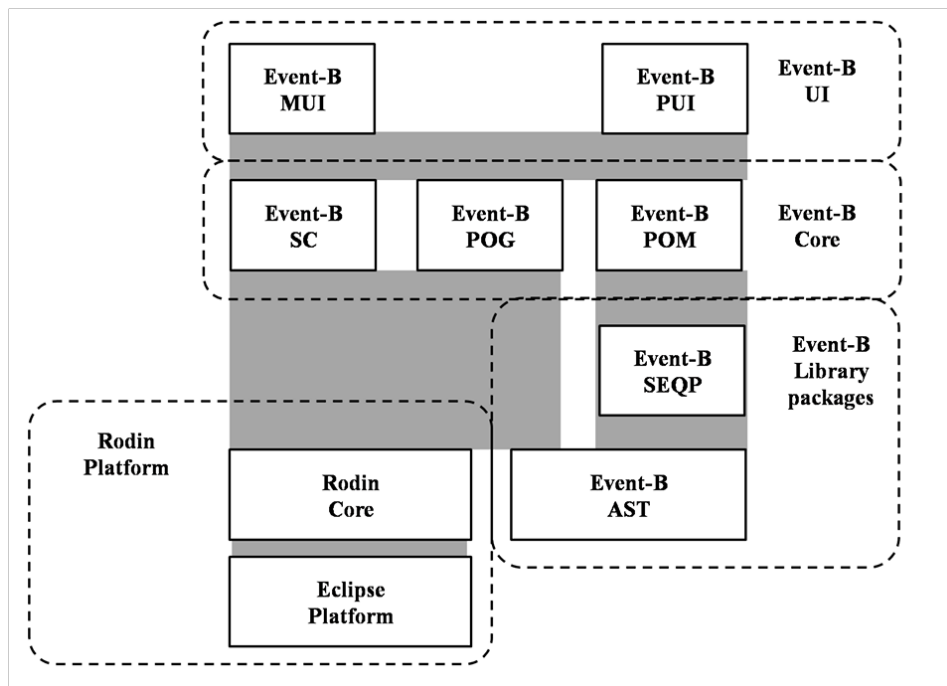 Event-B
MUI
Event-B
PUI
Event-B
UI
Event-B
SC
Event-B
POG
Event-B
POM
Event-B
Core
Event-B
SEQP
Event-B
Library
packages
Rodin
Platform
Rodin
Core
Event-B
AST
Eclipse
Platform